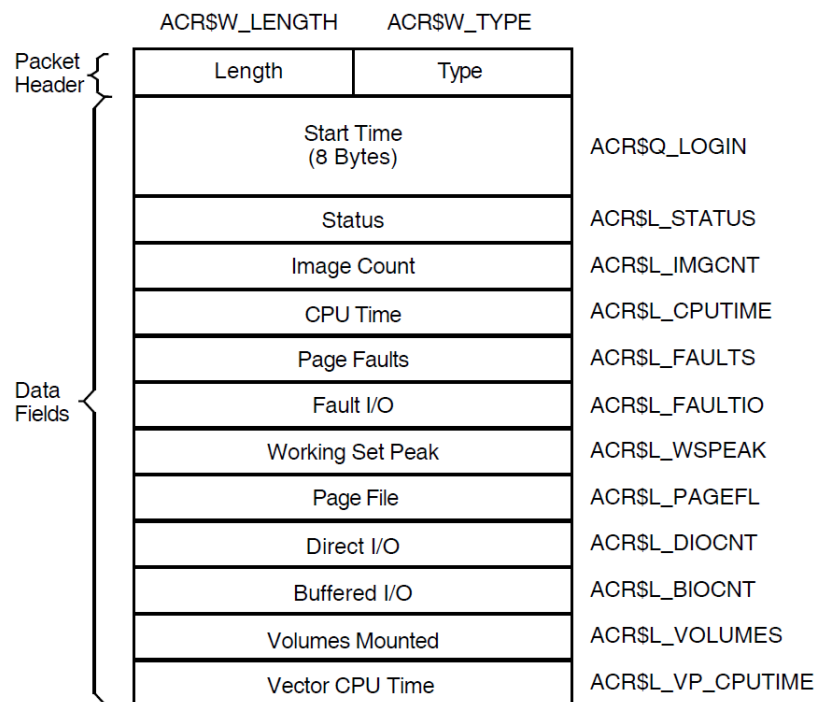 ACR$W_LENGTH ACR$W_TYPE
Packet
Header
Length Type
Start Time
(8 Bytes)
ACR$Q_LOGIN
Status ACR$L_STATUS
Image Count ACR$L_IMGCNT
CPU Time ACR$L_CPUTIME
Page Faults ACR$L_FAULTS
Data
Fields
Fault I/O ACR$L_FAULTIO
Working Set Peak ACR$L_WSPEAK
Page File ACR$L_PAGEFL
Direct I/O ACR$L_DIOCNT
Buffered I/O ACR$L_BIOCNT
Volumes Mounted ACR$L_VOLUMES
Vector CPU Time ACR$L_VP_CPUTIME